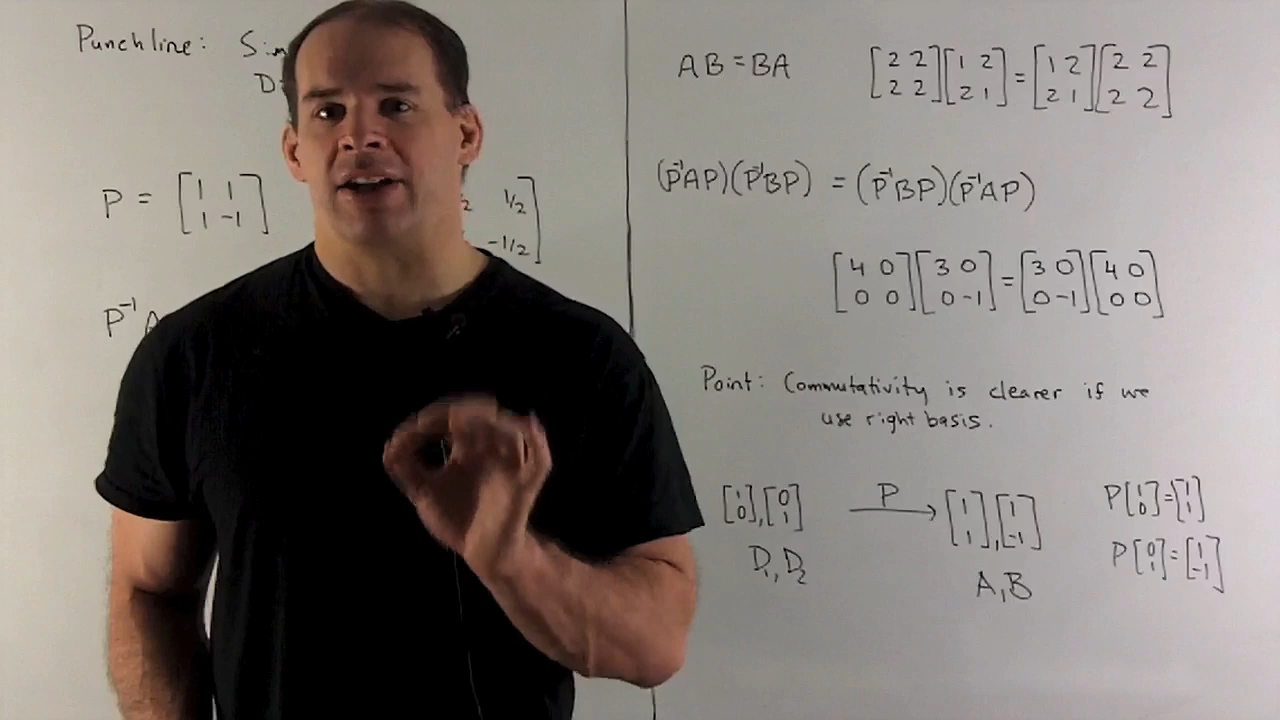 Punchline: Sim
D
P = [1 1; 1 -1]
1/2
-1/2]
P⁻¹ A
AB = BA [2 2; 2 2][1 2; 2 1] = [1 2; 2 1][2 2; 2 2]
(P⁻¹AP)(P⁻¹BP) = (P⁻¹BP)(P⁻¹AP)
[4 0; 0 0][3 0; 0 -1] = [3 0; 0 -1][4 0; 0 0]
Point: Commutativity is clearer if we
use right basis.
[1; 0],[0; 1] P→ [1; 1],[1; -1] P[1; 0]=[1; 1]
D₁, D₂ A, B P[0; 1]=[1; -1]